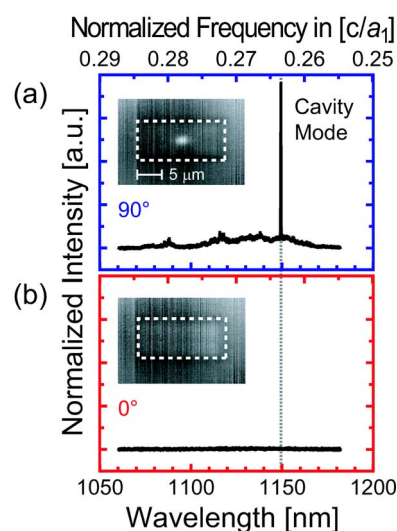 Normalized Frequency in [c/a₁]
0.29 0.28 0.27 0.26 0.25
(a)
Cavity
Mode
5 μm
90°
Normalized Intensity [a.u.]
(b)
0°
1050 1100 1150 1200
Wavelength [nm]